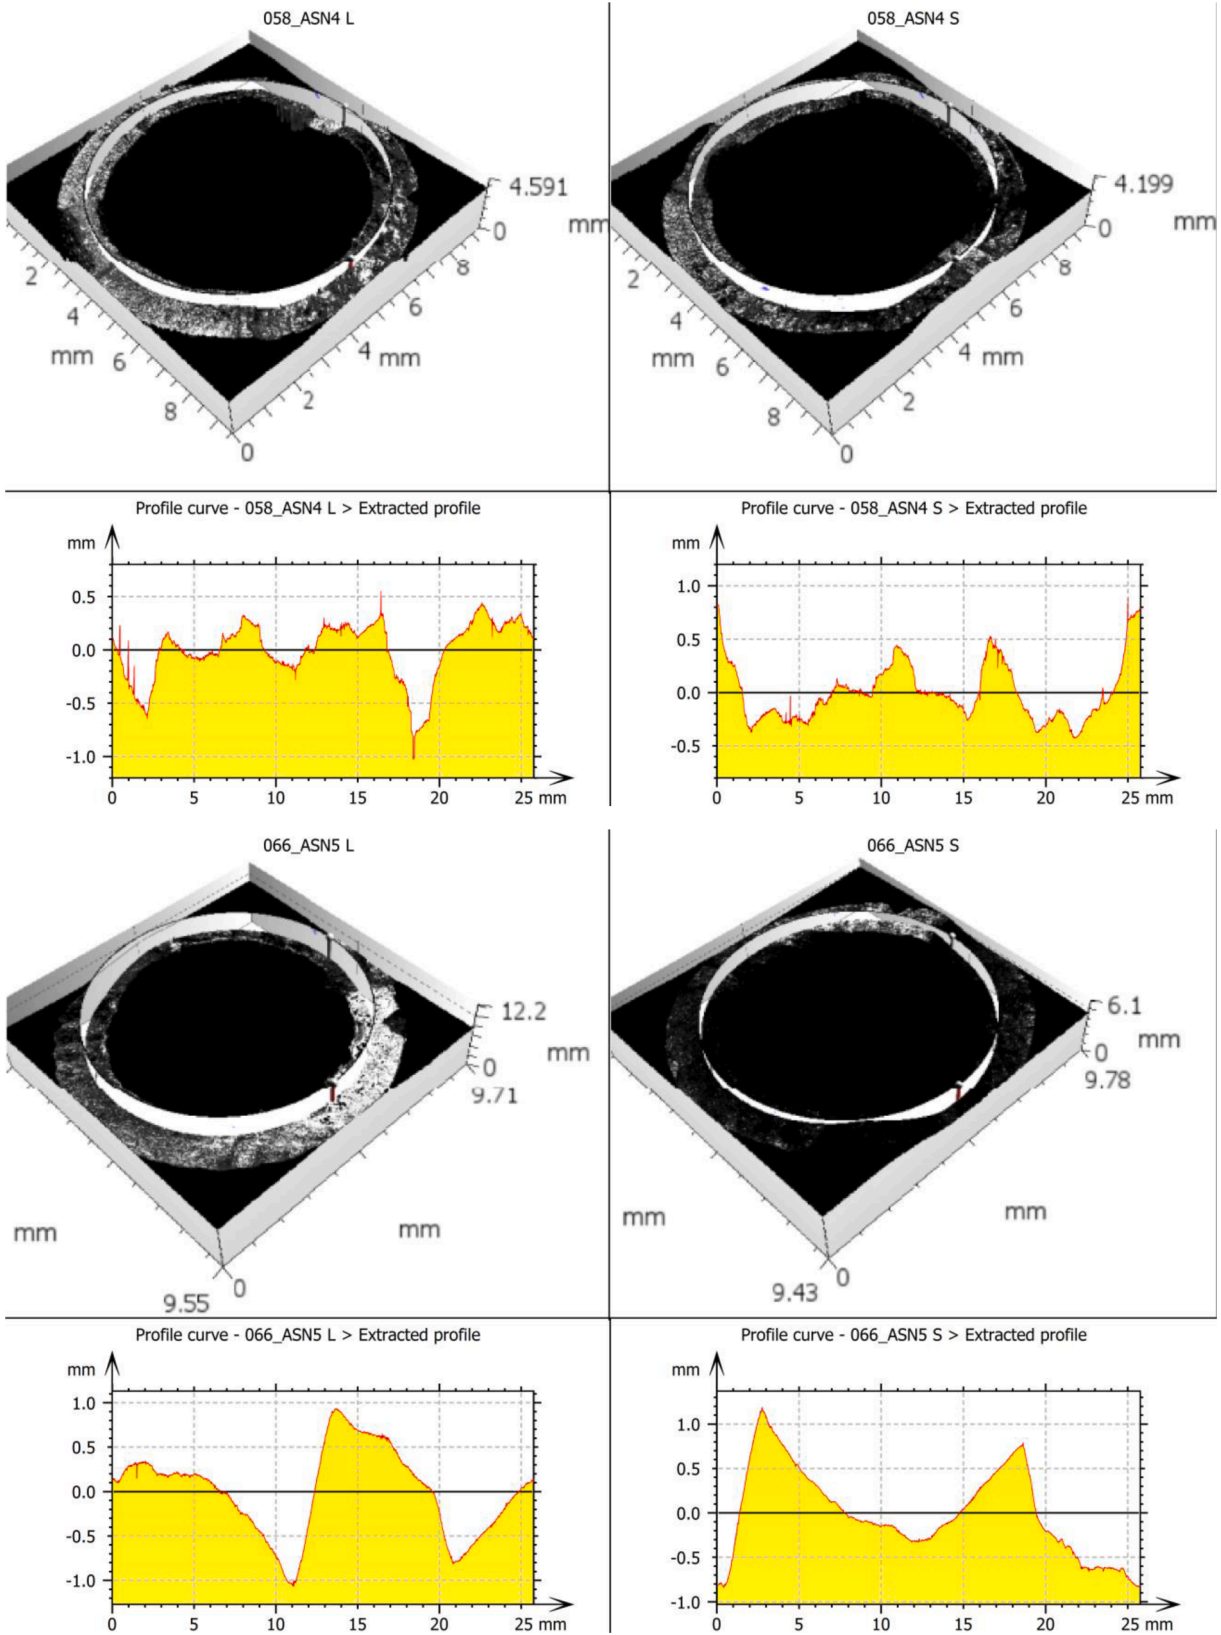 058_ASN4 L
4.591
mm
0
2
4
mm
6
8
0
2
4
mm
6
8
058_ASN4 S
4.199
mm
0
2
4
mm
6
8
0
2
4
mm
6
8
Profile curve - 058_ASN4 L > Extracted profile
mm
0.5
0.0
-0.5
-1.0
0 5 10 15 20 25 mm
Profile curve - 058_ASN4 S > Extracted profile
mm
1.0
0.5
0.0
-0.5
0 5 10 15 20 25 mm
066_ASN5 L
12.2
mm
0
9.71
mm
mm
0
9.55
066_ASN5 S
6.1
mm
0
9.78
mm
mm
0
9.43
Profile curve - 066_ASN5 L > Extracted profile
mm
1.0
0.5
0.0
-0.5
-1.0
0 5 10 15 20 25 mm
Profile curve - 066_ASN5 S > Extracted profile
mm
1.0
0.5
0.0
-0.5
-1.0
0 5 10 15 20 25 mm